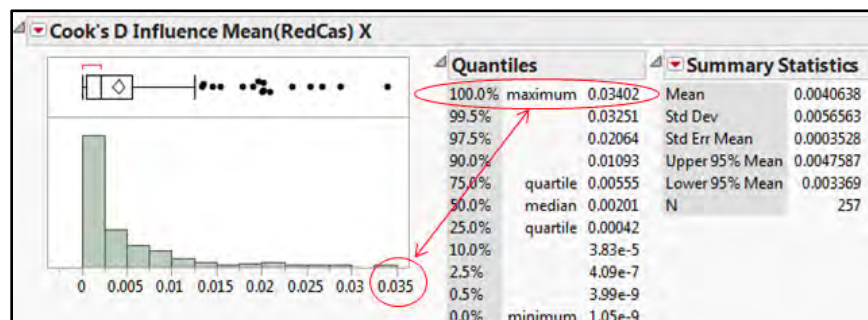 Cook's D Influence Mean(RedCas) X
Quantiles
100.0% maximum 0.03402
99.5% 0.03251
97.5% 0.02064
90.0% 0.01093
75.0% quartile 0.00555
50.0% median 0.00201
25.0% quartile 0.00042
10.0% 3.83e-5
2.5% 4.09e-7
0.5% 3.99e-9
0.0% minimum 1.05e-9
Summary Statistics
Mean 0.0040638
Std Dev 0.0056563
Std Err Mean 0.0003528
Upper 95% Mean 0.0047587
Lower 95% Mean 0.003369
N 257
0 0.005 0.01 0.015 0.02 0.025 0.03 0.035